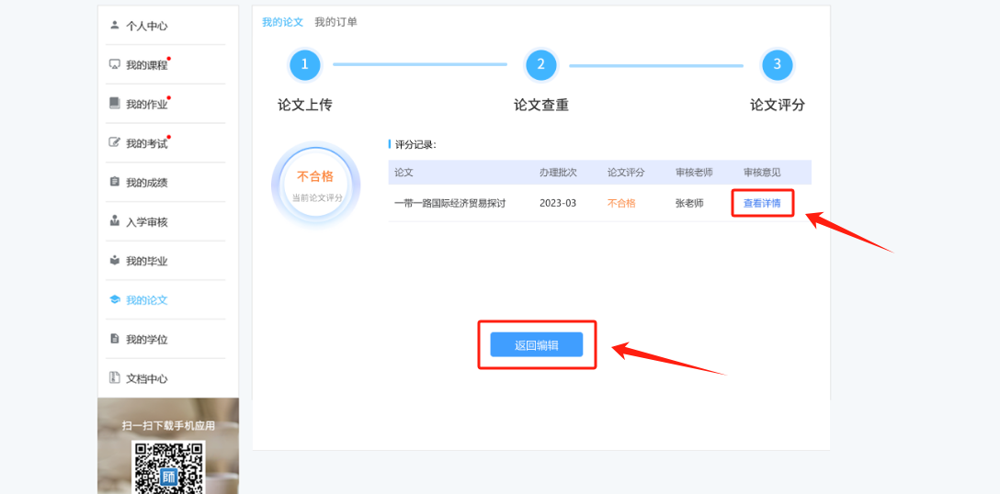 个人中心
我的课程
我的作业
我的考试
我的成绩
入学审核
我的毕业
我的论文
我的学位
文档中心
扫一扫下载手机应用
师
我的论文 我的订单
1 2 3
论文上传 论文查重 论文评分
不合格
当前论文评分
评分记录：
论文 办理批次 论文评分 审核老师 审核意见
一带一路国际经济贸易探讨 2023-03 不合格 张老师 查看详情
返回编辑